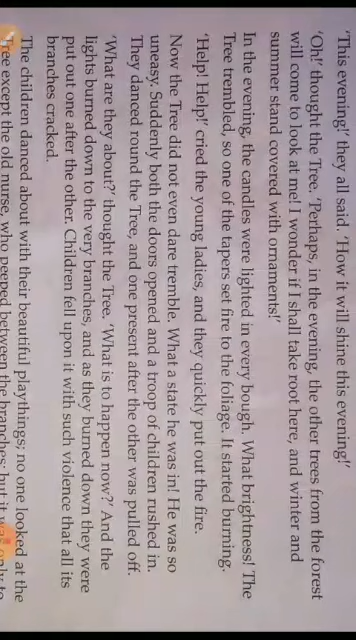 'This evening!' they all said. 'How it will shine this evening!'
'Oh!' thought the Tree. 'Perhaps, in the evening, the other trees from the forest
will come to look at me! I wonder if I shall take root here, and winter and
summer stand covered with ornaments!'
In the evening, the candles were lighted in every bough. What brightness! The
Tree trembled, so one of the tapers set fire to the foliage. It started burning.
'Help! Help!' cried the young ladies, and they quickly put out the fire.
Now the Tree did not even dare tremble. What a state he was in! He was so
uneasy. Suddenly both the doors opened and a troop of children rushed in.
They danced round the Tree, and one present after the other was pulled off.
'What are they about?' thought the Tree. 'What is to happen now?' And the
lights burned down to the very branches, and as they burned down they were
put out one after the other. Children fell upon it with such violence that all its
branches cracked.
The children danced about with their beautiful playthings; no one looked at the
Tree except the old nurse, who peeped between the branches; but it was only to